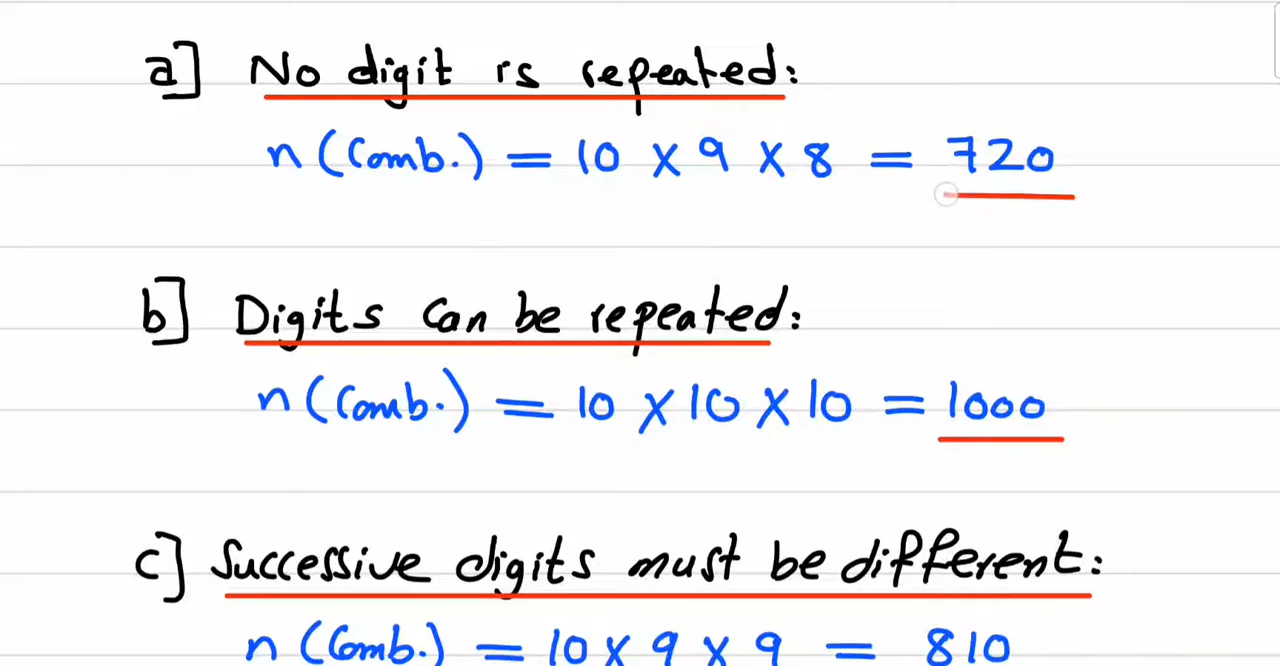 a] No digit is repeated:
n (Comb.) = 10 × 9 × 8 = 720
b] Digits can be repeated:
n (Comb.) = 10 × 10 × 10 = 1000
c] Successive digits must be different:
n (Comb.) = 10 × 9 × 9 = 810